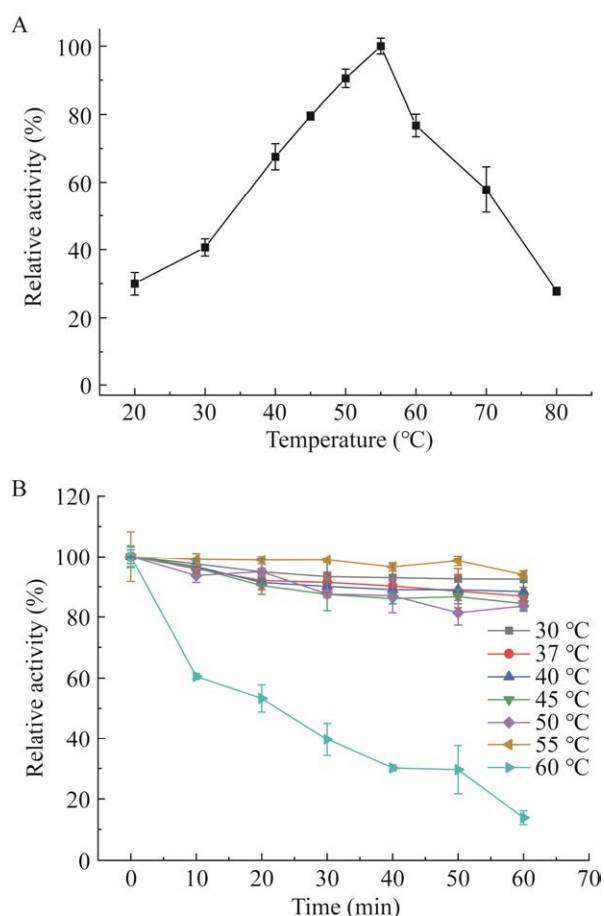 A
Relative activity (%)
100
80
60
40
20
0
20 30 40 50 60 70 80
Temperature (℃)
B
Relative activity (%)
120
100
80
60
40
20
0
30 ℃
37 ℃
40 ℃
45 ℃
50 ℃
55 ℃
60 ℃
0 10 20 30 40 50 60 70
Time (min)